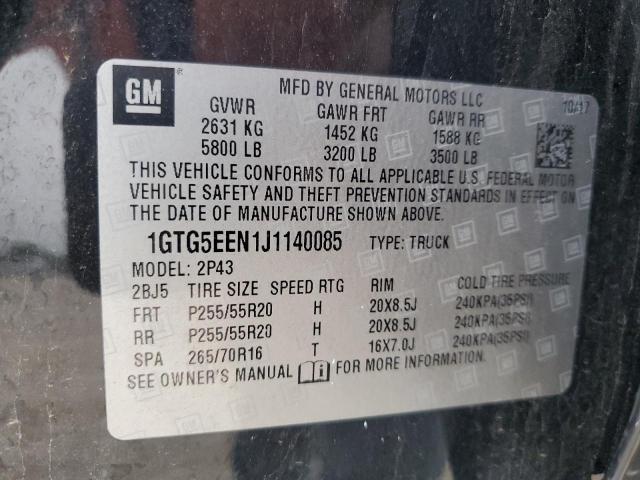 GM
MFD BY GENERAL MOTORS LLC
10/17
GVWR GAWR FRT GAWR RR
2631 KG 1452 KG 1588 KG
5800 LB 3200 LB 3500 LB
THIS VEHICLE CONFORMS TO ALL APPLICABLE U.S. FEDERAL MOTOR
VEHICLE SAFETY AND THEFT PREVENTION STANDARDS IN EFFECT ON
THE DATE OF MANUFACTURE SHOWN ABOVE.
1GTG5EEN1J1140085 TYPE: TRUCK
MODEL: 2P43
2BJ5 TIRE SIZE SPEED RTG RIM COLD TIRE PRESSURE
FRT P255/55R20 H 20X8.5J 240KPA(35PSI)
RR P255/55R20 H 20X8.5J 240KPA(35PSI)
SPA 265/70R16 T 16X7.0J 240KPA(35PSI)
SEE OWNER'S MANUAL FOR MORE INFORMATION.